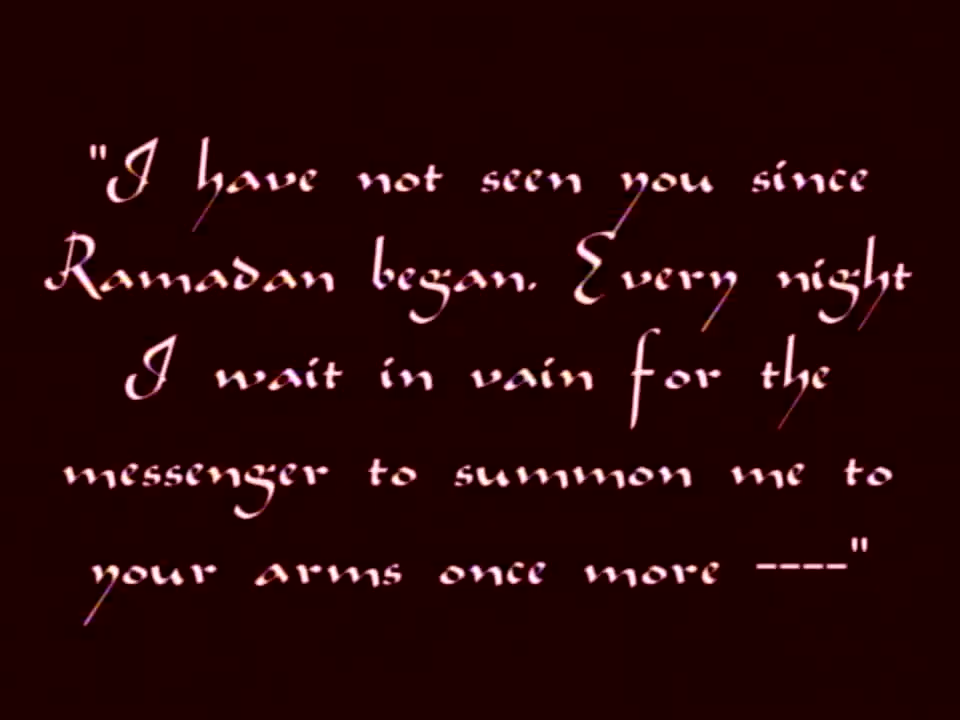 "I have not seen you since
Ramadan began. Every night
I wait in vain for the
messenger to summon me to
your arms once more ----"